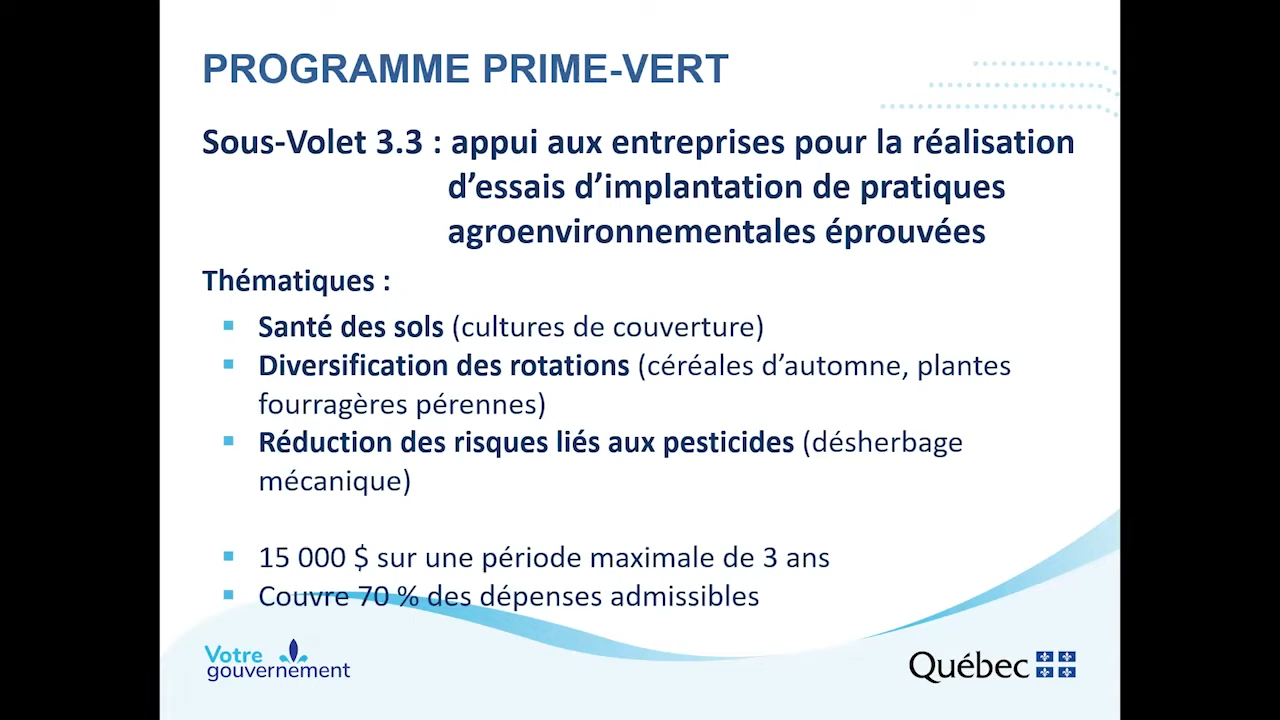 PROGRAMME PRIME-VERT
Sous-Volet 3.3 : appui aux entreprises pour la réalisation
d’essais d’implantation de pratiques
agroenvironnementales éprouvées
Thématiques :
▪ Santé des sols (cultures de couverture)
▪ Diversification des rotations (céréales d’automne, plantes
fourragères pérennes)
▪ Réduction des risques liés aux pesticides (désherbage
mécanique)
▪ 15 000 $ sur une période maximale de 3 ans
▪ Couvre 70 % des dépenses admissibles
Votre
gouvernement
Québec